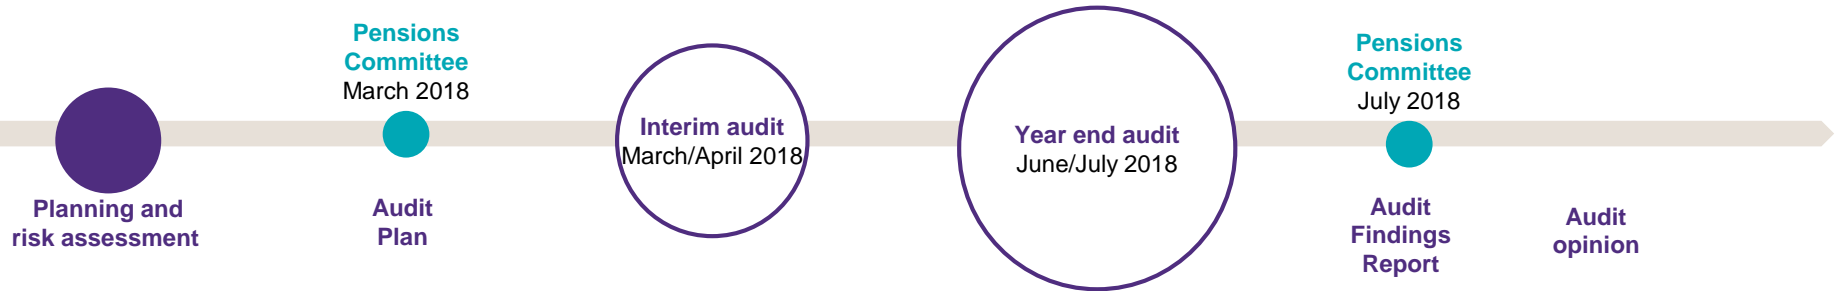 Planning and
risk assessment
Pensions
Committee
March 2018
Audit
Plan
Interim audit
March/April 2018
Year end audit
June/July 2018
Pensions
Committee
July 2018
Audit
Findings
Report
Audit
opinion